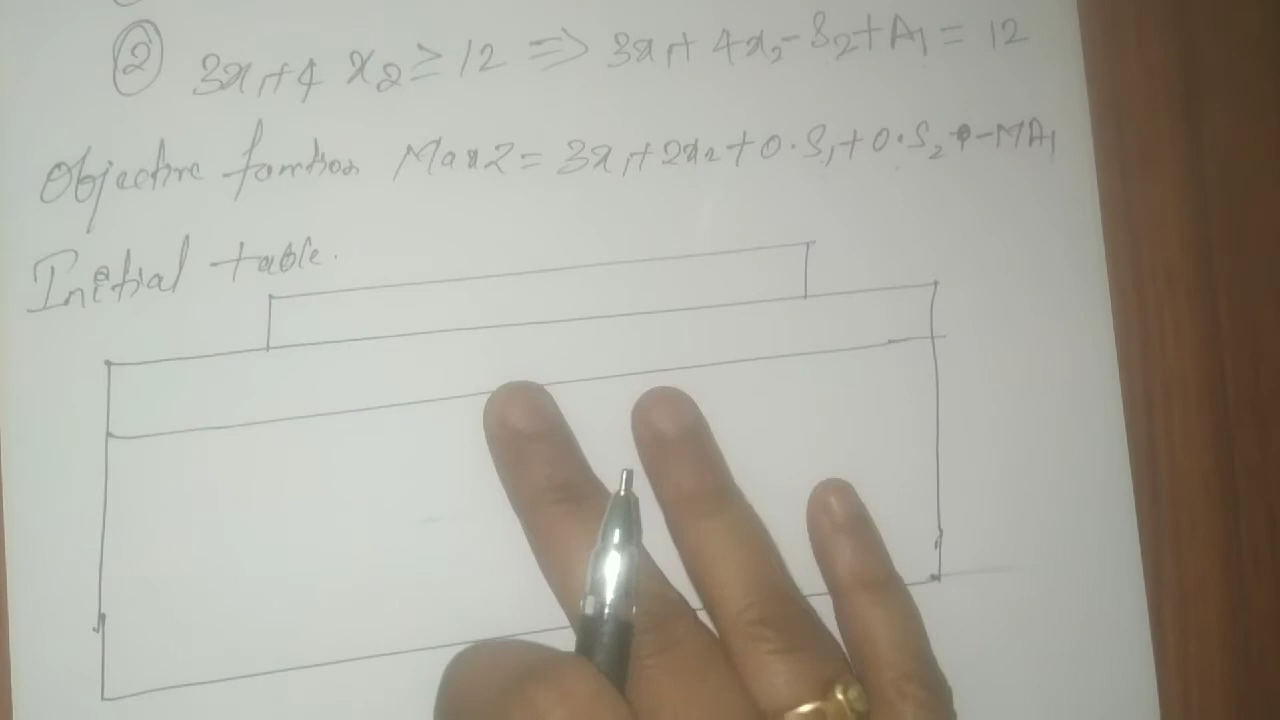 ② 3x₁+4 x₂ ≥ 12 ⇒ 3x₁+ 4x₂-S₂+A₁ = 12
Objective function Max Z = 3x₁+2x₂+0.S₁+0.S₂-MA₁
Initial table.